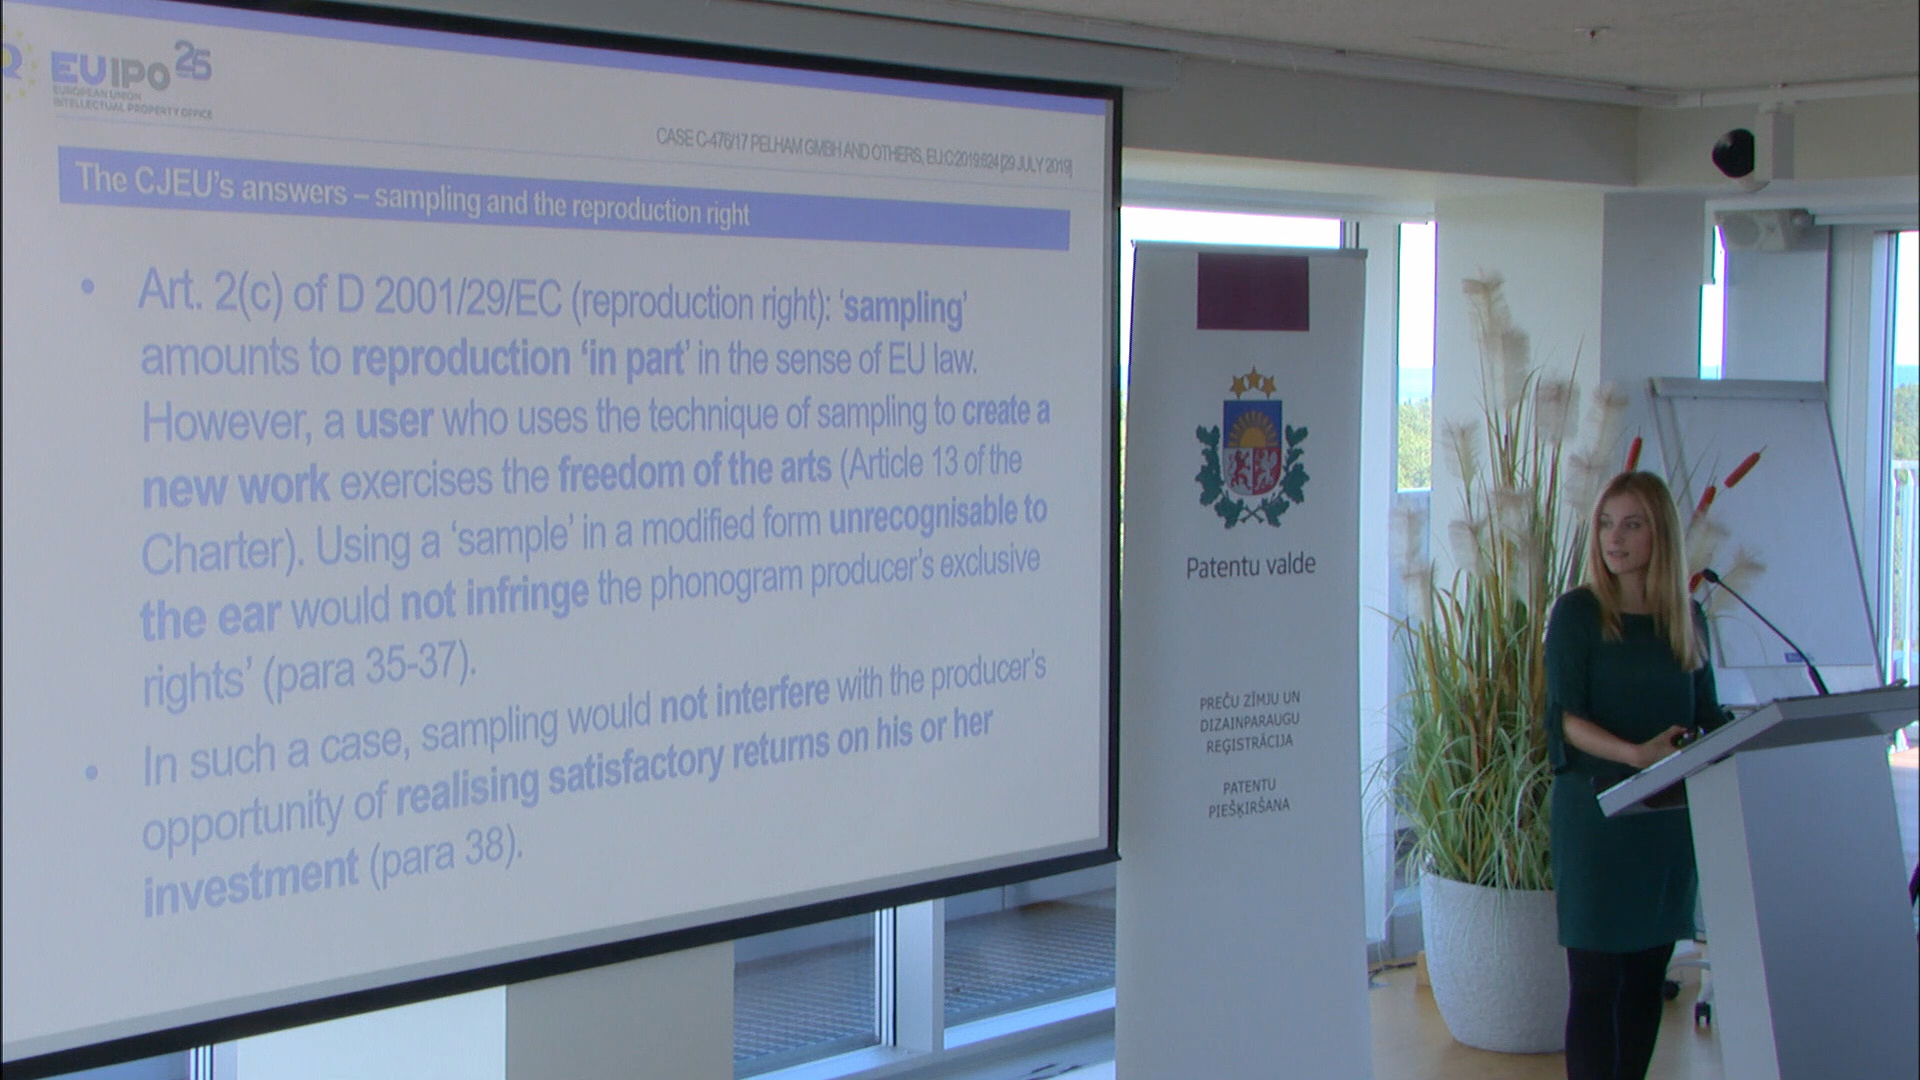 EUIPO 25
EUROPEAN UNION
INTELLECTUAL PROPERTY OFFICE
CASE C-476/17 PELHAM GMBH AND OTHERS, EU:C:2019:624 [29 JULY 2019]
The CJEU's answers – sampling and the reproduction right
• Art. 2(c) of D 2001/29/EC (reproduction right): 'sampling'
amounts to reproduction 'in part' in the sense of EU law.
However, a user who uses the technique of sampling to create a
new work exercises the freedom of the arts (Article 13 of the
Charter). Using a 'sample' in a modified form unrecognisable to
the ear would not infringe the phonogram producer's exclusive
rights' (para 35-37).
• In such a case, sampling would not interfere with the producer's
opportunity of realising satisfactory returns on his or her
investment (para 38).
Patentu valde
PREČU ZĪMJU UN
DIZAINPARAUGU
REĢISTRĀCIJA
PATENTU
PIEŠĶIRŠANA